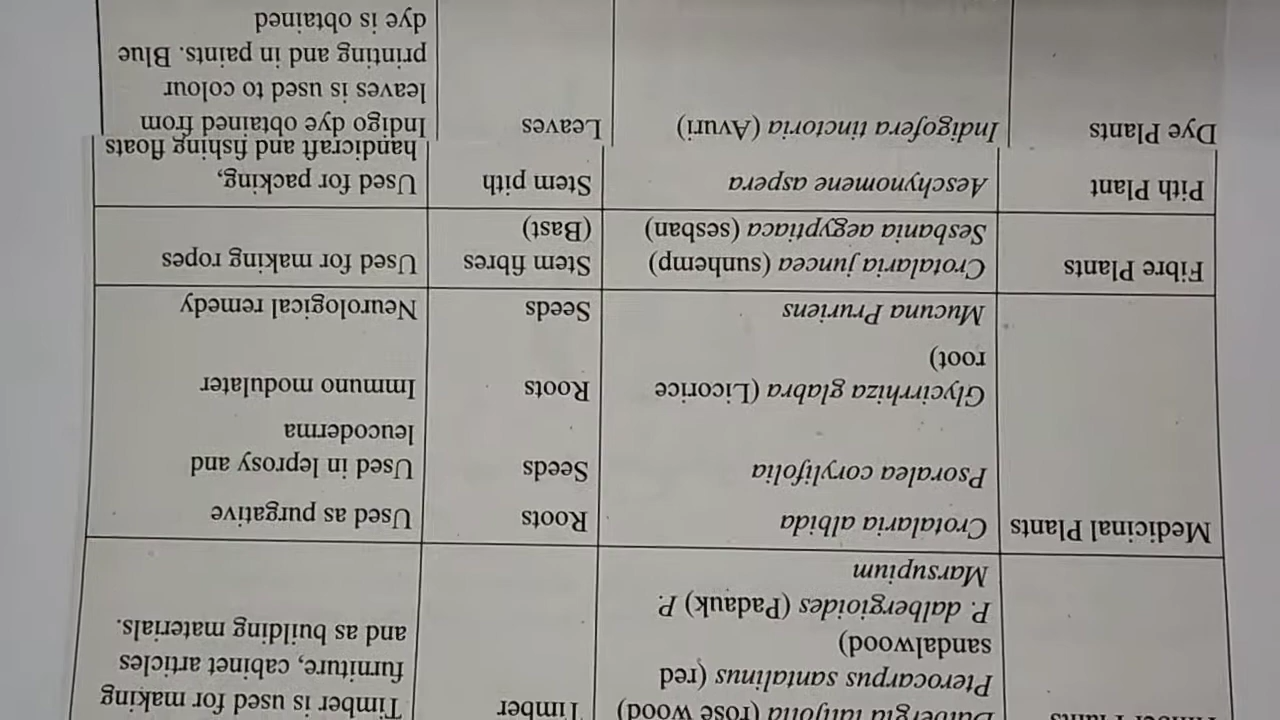 Dalbergia latifolia (rose wood) Timber Timber is used for making
Pterocarpus santalinus (red furniture, cabinet articles
sandalwood) and as building materials.
P. dalbergioides (Padauk) P.
Marsupium
Medicinal Plants Crotalaria albida Roots Used as purgative
Psoralea corylifolia Seeds Used in leprosy and
leucoderma
Glycirrhiza glabra (Licorice Roots Immuno modulater
root)
Mucuna Pruriens Seeds Neurological remedy
Fibre Plants Crotalaria juncea (sunhemp) Stem fibres Used for making ropes
Sesbania aegyptiaca (sesban) (Bast)
Pith Plant Aeschynomene aspera Stem pith Used for packing,
handicraft and fishing floats
Dye Plants Indigofera tinctoria (Avuri) Leaves Indigo dye obtained from
leaves is used to colour
printing and in paints. Blue
dye is obtained